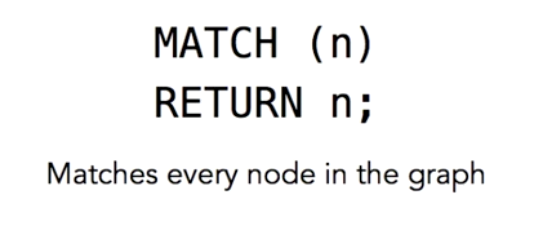 MATCH (n)
RETURN n;
Matches every node in the graph